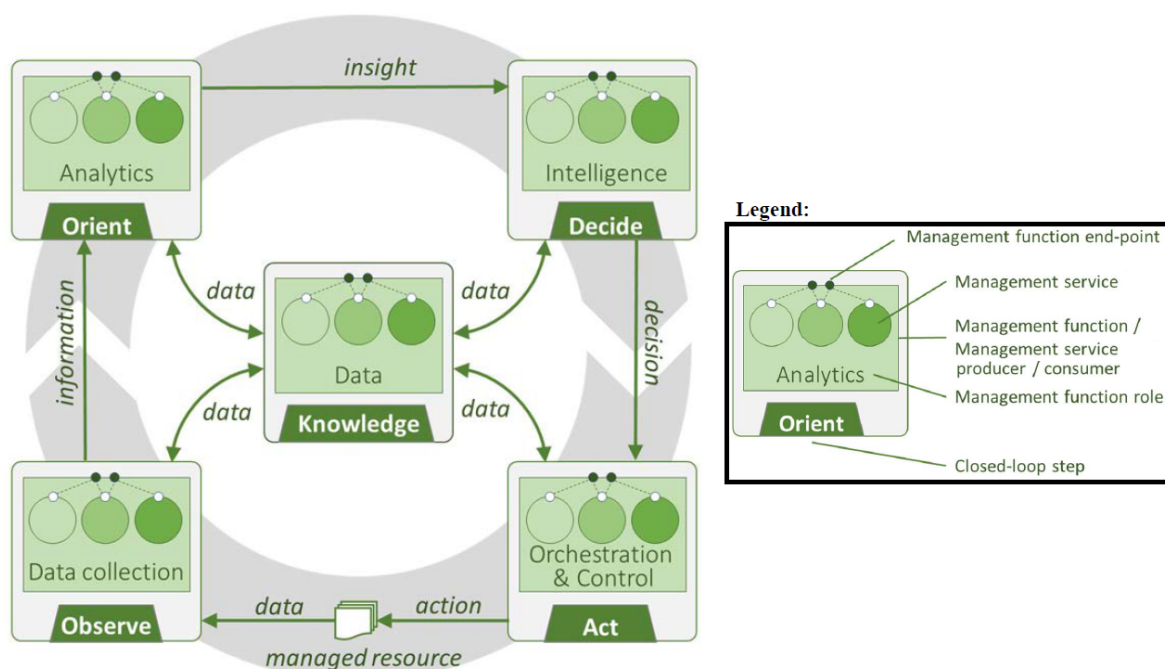 insight
Analytics
Orient
Intelligence
Decide
information
data
data
decision
Data
Knowledge
data
data
Data collection
Observe
data
action
managed resource
Orchestration
& Control
Act
Legend:
Management function end-point
Management service
Management function /
Management service
producer / consumer
Management function role
Analytics
Orient
Closed-loop step